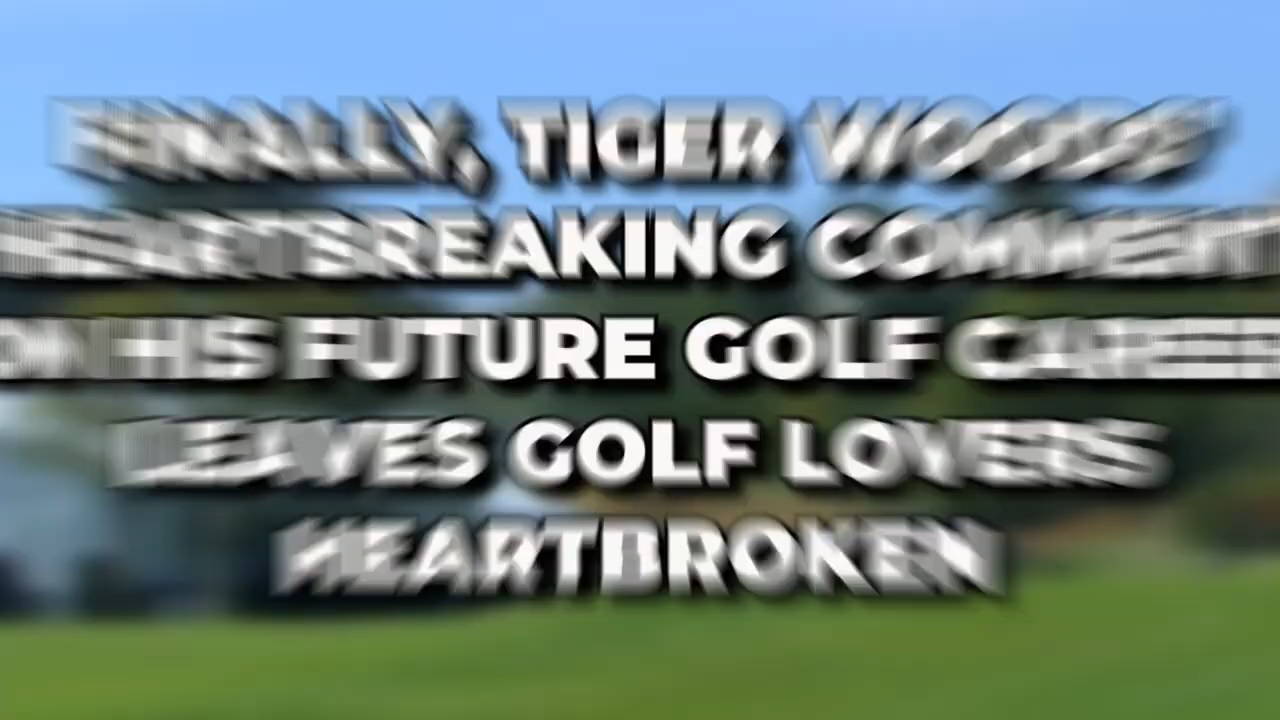 FINALLY, TIGER WOODS'
HEARTBREAKING COMMENT
ON HIS FUTURE GOLF CAREER
LEAVES GOLF LOVERS
HEARTBROKEN